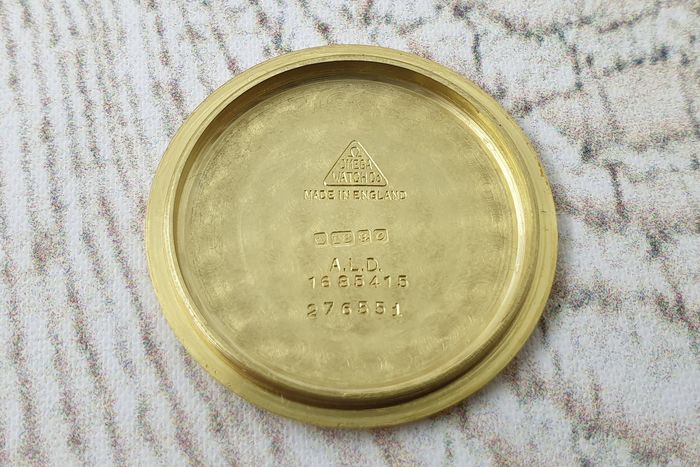 Ω
OMEGA
WATCH Co
MADE IN ENGLAND
A.L.D.
1685415
276551